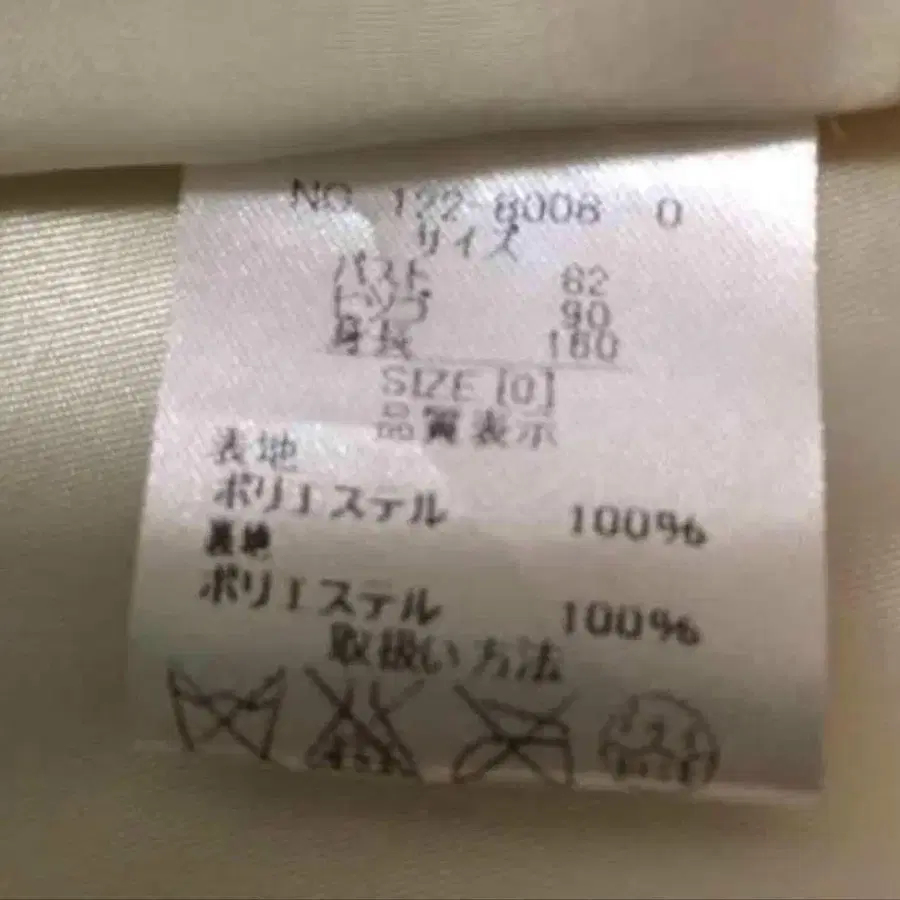 NO. 122-8008 0
サイズ
バスト 82
ヒップ 90
身長 160
SIZE [0]
品質表示
表地
ポリエステル 100%
裏地
ポリエステル 100%
取扱い方法